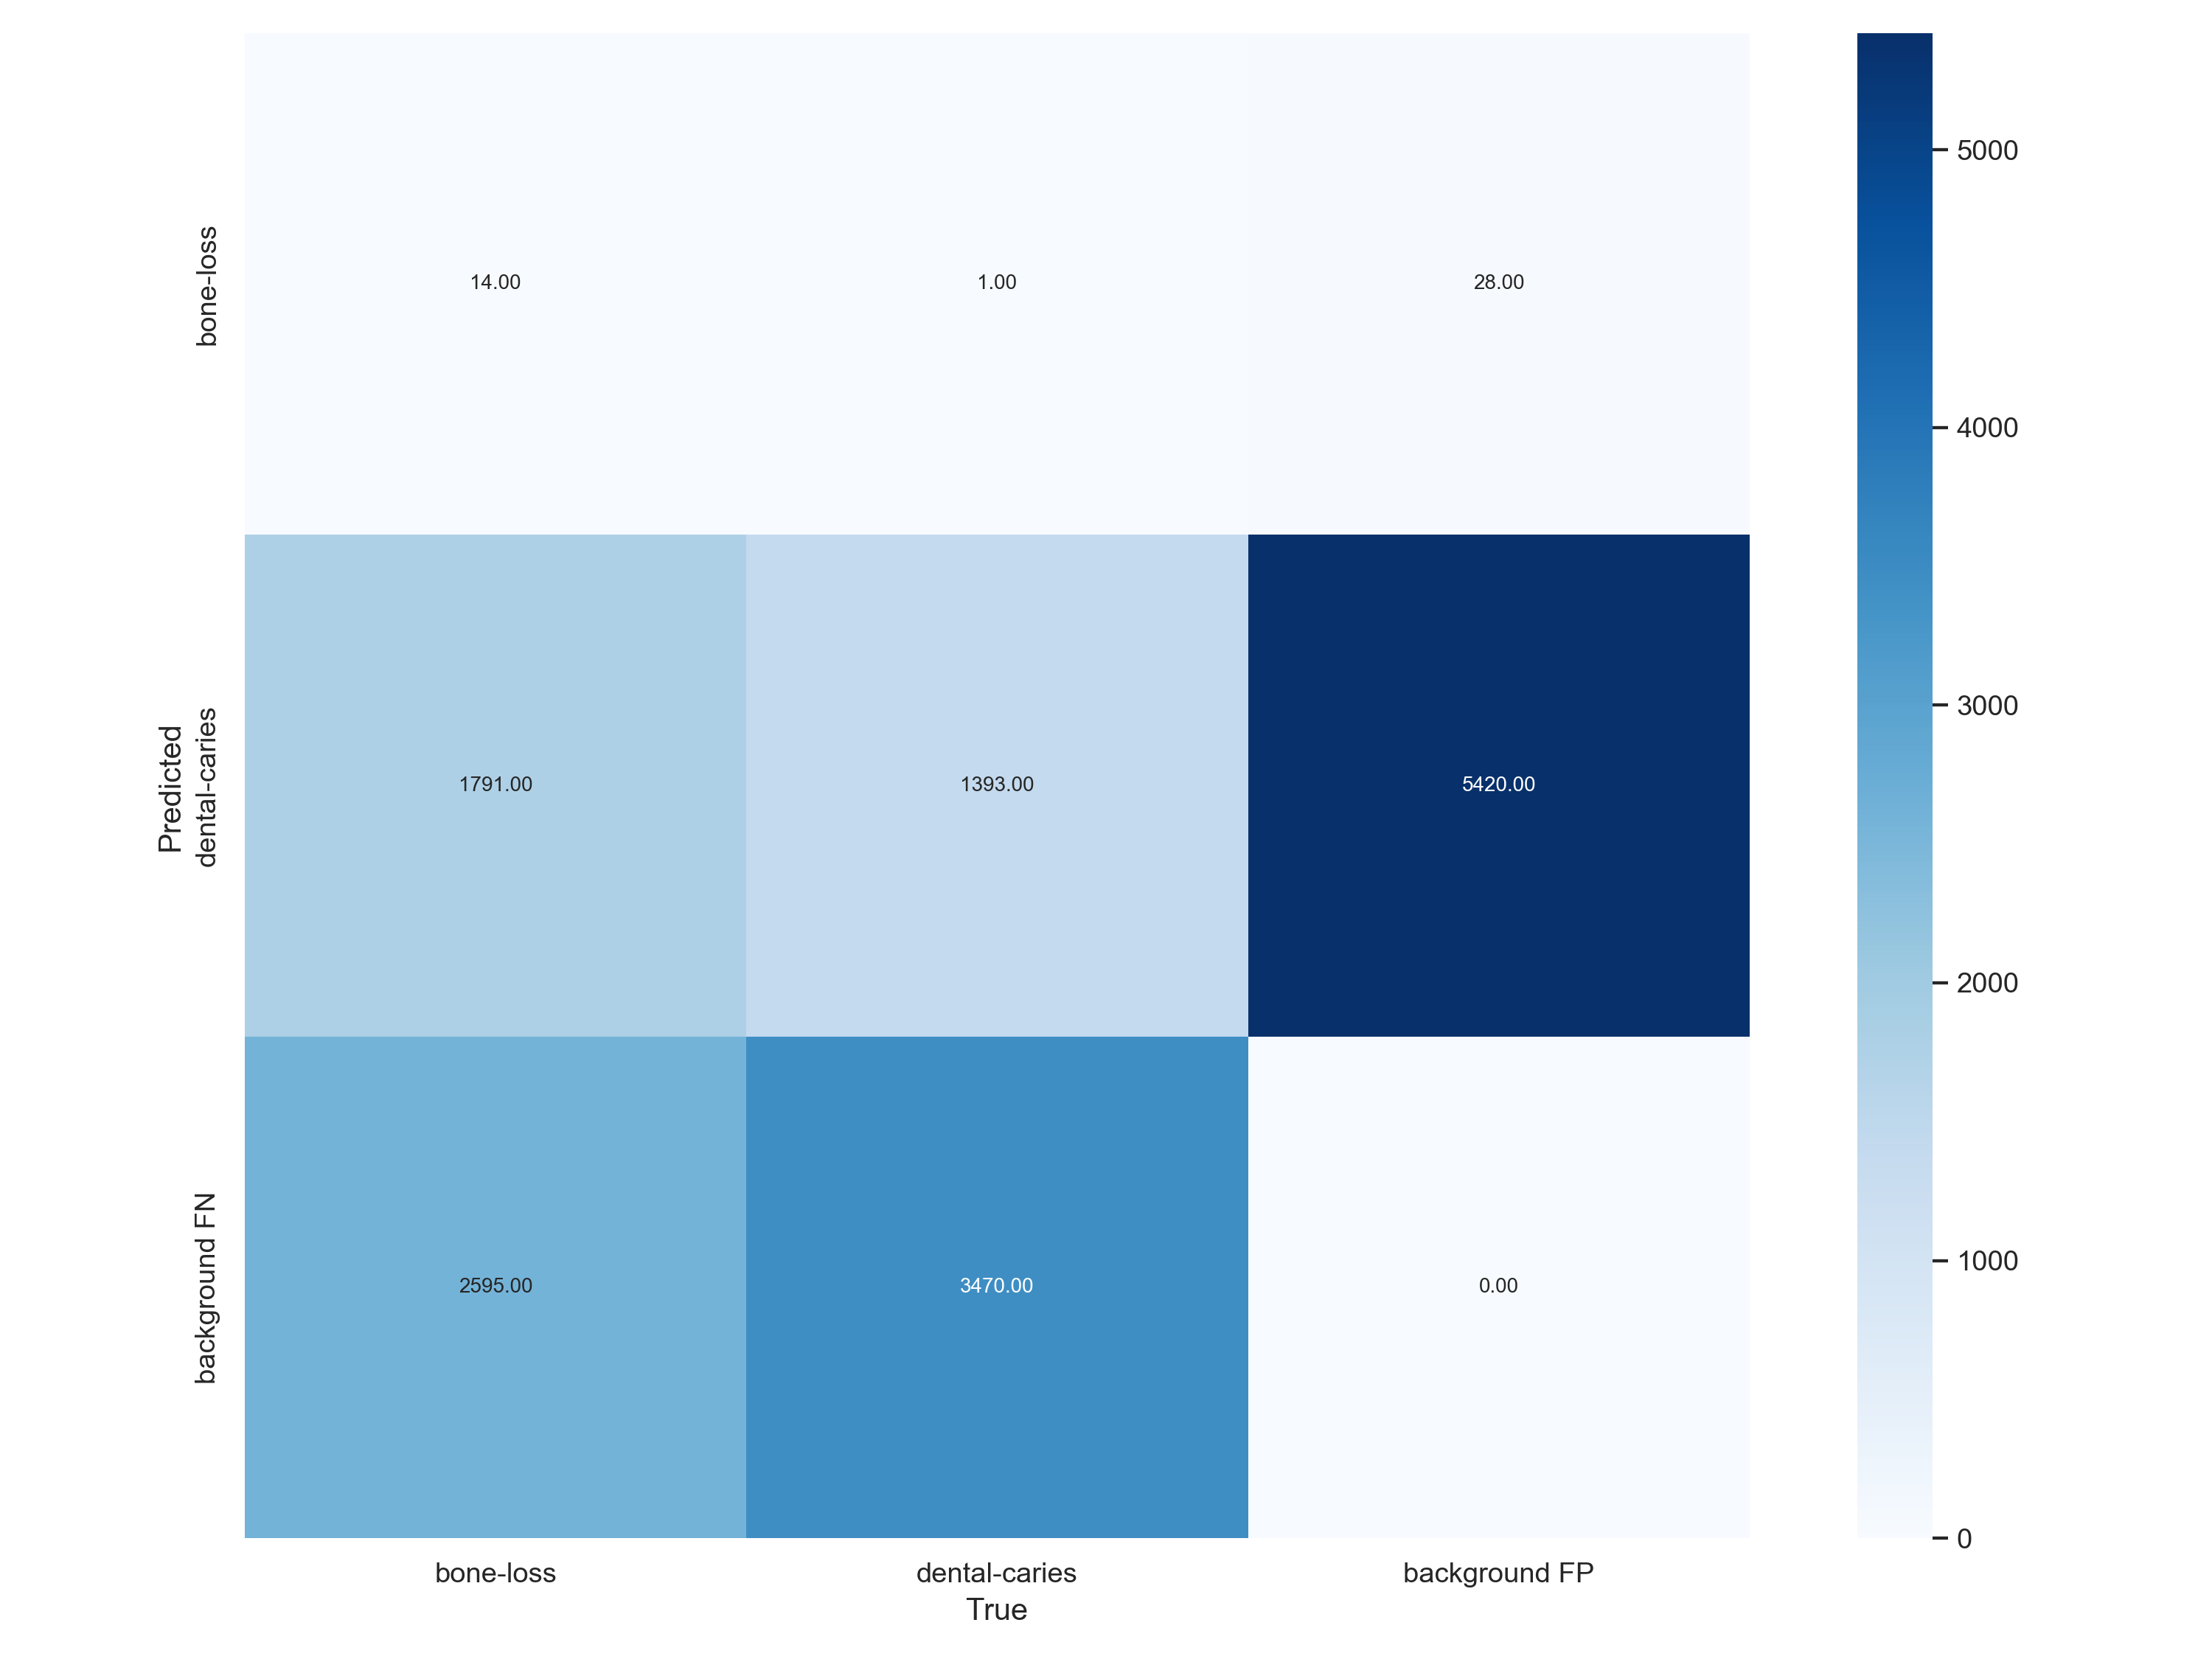 5000
bone-loss
14.00 1.00 28.00
4000
3000
Predicted
dental-caries
1791.00 1393.00 5420.00
2000
background FN
2595.00 3470.00 0.00
1000
0
bone-loss dental-caries background FP
True